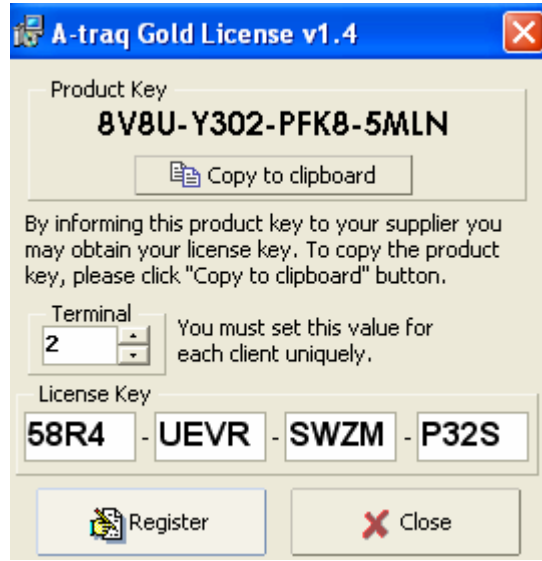 A-traq Gold License v1.4
Product Key
8V8U-Y302-PFK8-5MLN
Copy to clipboard
By informing this product key to your supplier you
may obtain your license key. To copy the product
key, please click "Copy to clipboard" button.
Terminal
2
You must set this value for
each client uniquely.
License Key
58R4 - UEVR - SWZM - P32S
Register
Close